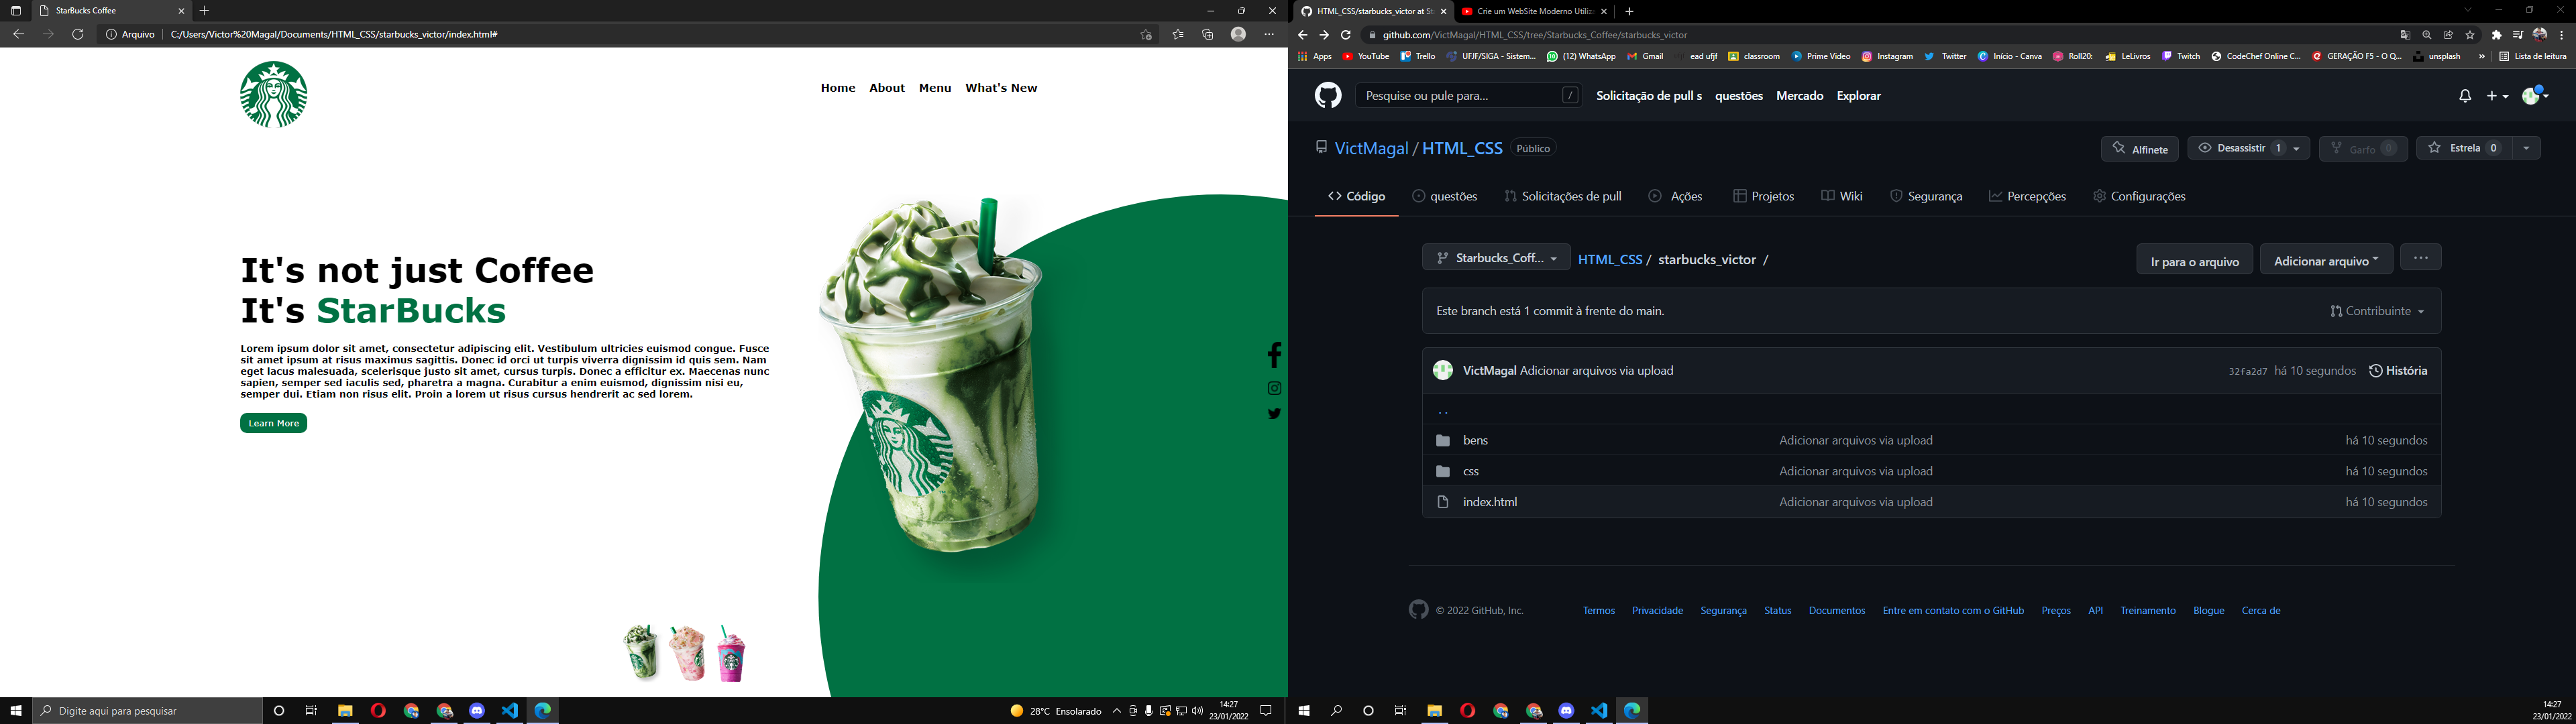 StarBucks Coffee
Arquivo
C:/Users/Victor%20Magal/Documents/HTML_CSS/starbucks_victor/index.html#
Home About Menu What's New
It's not just Coffee
It's StarBucks
Lorem ipsum dolor sit amet, consectetur adipiscing elit. Vestibulum ultricies euismod congue. Fusce
sit amet ipsum at risus maximus sagittis. Donec id orci ut turpis viverra dignissim id quis sem. Nam
eget lacus malesuada, scelerisque justo sit amet, cursus turpis. Donec a efficitur ex. Maecenas nunc
sapien, semper sed iaculis sed, pharetra a magna. Curabitur a enim euismod, dignissim nisi eu,
semper dui. Etiam non risus elit. Proin a lorem ut risus cursus hendrerit ac sed lorem.
Learn More
Digite aqui para pesquisar
28°C Ensolarado
14:27
23/01/2022
HTML_CSS/starbucks_victor at St
Crie um WebSite Moderno Utiliz
github.com/VictMagal/HTML_CSS/tree/Starbucks_Coffee/starbucks_victor
Apps YouTube Trello UFJF/SIGA - Sistem... (12) WhatsApp Gmail ead ufjf classroom Prime Video Instagram Twitter Início - Canva Roll20: LeLivros Twitch CodeChef Online C... GERAÇÃO F5 - O Q... unsplash » Lista de leitura
Pesquise ou pule para... /
Solicitação de pull s questões Mercado Explorar
VictMagal / HTML_CSS Público
Alfinete Desassistir 1 Garfo 0 Estrela 0
Código questões Solicitações de pull Ações Projetos Wiki Segurança Percepções Configurações
Starbucks_Coff... HTML_CSS / starbucks_victor /
Ir para o arquivo Adicionar arquivo ...
Este branch está 1 commit à frente do main.
Contribuinte
VictMagal Adicionar arquivos via upload 32fa2d7 há 10 segundos História
..
bens Adicionar arquivos via upload há 10 segundos
css Adicionar arquivos via upload há 10 segundos
index.html Adicionar arquivos via upload há 10 segundos
© 2022 GitHub, Inc. Termos Privacidade Segurança Status Documentos Entre em contato com o GitHub Preços API Treinamento Blogue Cerca de
14:27
23/01/2022